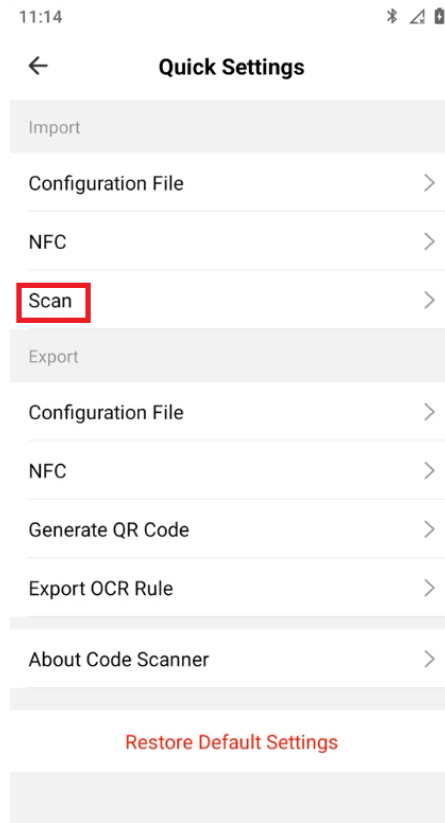 11:14
Quick Settings
Import
Configuration File
NFC
Scan
Export
Configuration File
NFC
Generate QR Code
Export OCR Rule
About Code Scanner
Restore Default Settings